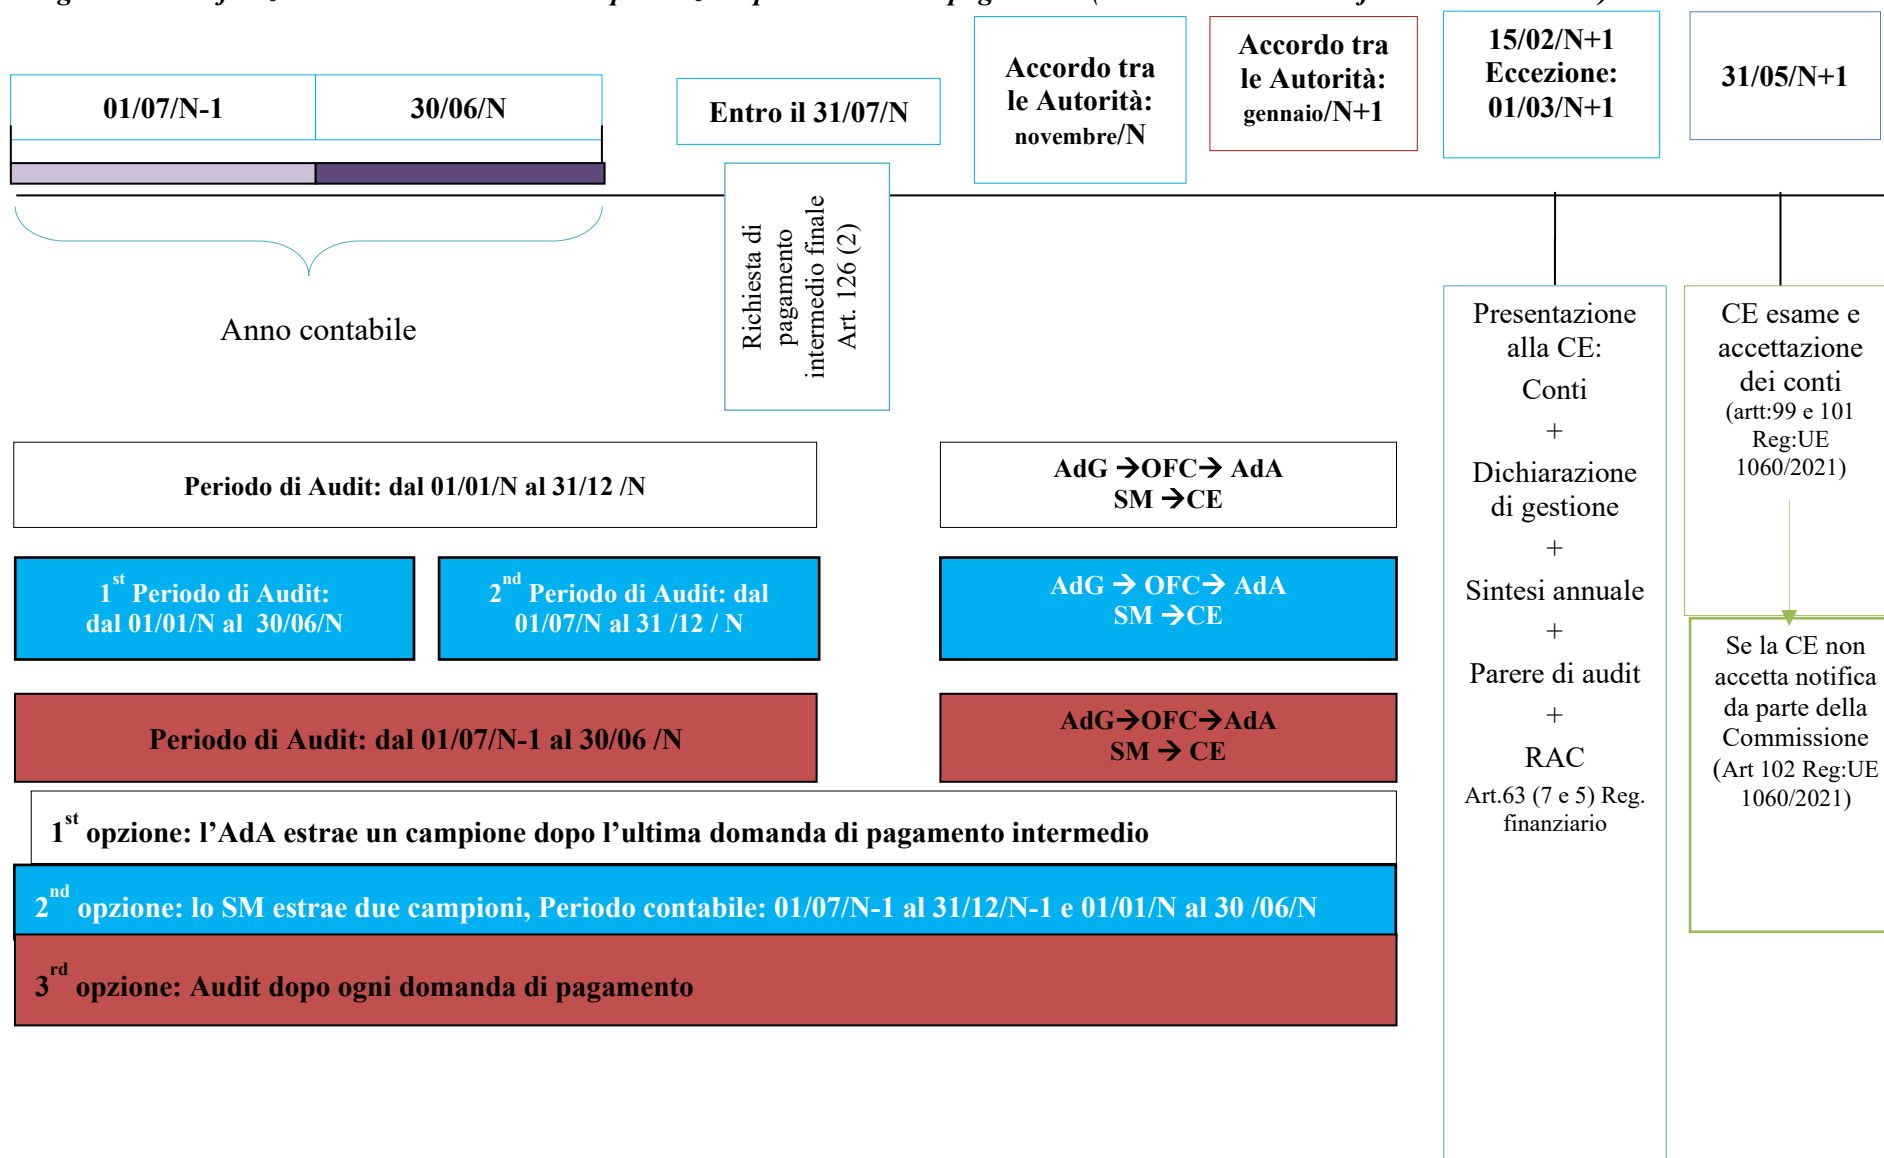 01/07/N-1
30/06/N
Entro il 31/07/N
Accordo tra
le Autorità:
novembre/N
Accordo tra
le Autorità:
gennaio/N+1
15/02/N+1
Eccezione:
01/03/N+1
31/05/N+1
Anno contabile
Richiesta di
pagamento
intermedio finale
Art. 126 (2)
Periodo di Audit: dal 01/01/N al 31/12 /N
AdG →OFC→ AdA
SM →CE
1st Periodo di Audit:
dal 01/01/N al 30/06/N
2nd Periodo di Audit: dal
01/07/N al 31 /12 / N
AdG → OFC→ AdA
SM →CE
Periodo di Audit: dal 01/07/N-1 al 30/06 /N
AdG→OFC→AdA
SM → CE
1st opzione: l’AdA estrae un campione dopo l’ultima domanda di pagamento intermedio
2nd opzione: lo SM estrae due campioni, Periodo contabile: 01/07/N-1 al 31/12/N-1 e 01/01/N al 30 /06/N
3rd opzione: Audit dopo ogni domanda di pagamento
Presentazione
alla CE:
Conti
+
Dichiarazione
di gestione
+
Sintesi annuale
+
Parere di audit
+
RAC
Art.63 (7 e 5) Reg.
finanziario
CE esame e
accettazione
dei conti
(artt:99 e 101
Reg:UE
1060/2021)
Se la CE non
accetta notifica
da parte della
Commissione
(Art 102 Reg:UE
1060/2021)